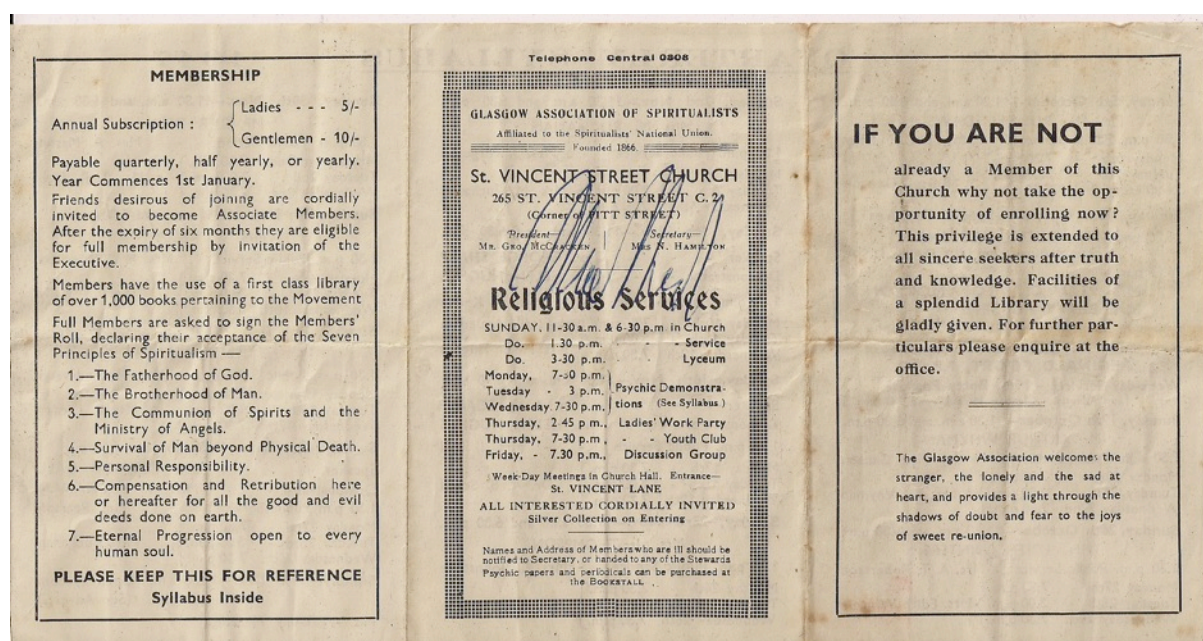 MEMBERSHIP
Annual Subscription :
Ladies - - - 5/-
Gentlemen - 10/-
Payable quarterly, half yearly, or yearly.
Year Commences 1st January.
Friends desirous of joining are cordially
invited to become Associate Members.
After the expiry of six months they are eligible
for full membership by invitation of the
Executive.
Members have the use of a first class library
of over 1,000 books pertaining to the Movement
Full Members are asked to sign the Members'
Roll, declaring their acceptance of the Seven
Principles of Spiritualism —
1.—The Fatherhood of God.
2.—The Brotherhood of Man.
3.—The Communion of Spirits and the
Ministry of Angels.
4.—Survival of Man beyond Physical Death.
5.—Personal Responsibility.
6.—Compensation and Retribution here
or hereafter for all the good and evil
deeds done on earth.
7.—Eternal Progression open to every
human soul.
PLEASE KEEP THIS FOR REFERENCE
Syllabus Inside
Telephone Central 0808
GLASGOW ASSOCIATION OF SPIRITUALISTS
Affiliated to the Spiritualists' National Union.
Founded 1866.
St. VINCENT STREET CHURCH
265 ST. VINCENT STREET C.2
(Corner of PITT STREET)
President— Secretary—
Mr. Geo. McCracken, Mrs N. Hamilton
Religious Services
SUNDAY, 11-30 a.m. & 6-30 p.m. in Church
Do. 1.30 p.m. - - - Service
Do. 3-30 p.m. - - Lyceum
Monday, 7-30 p.m.
Tuesday - 3 p.m. Psychic Demonstra-
Wednesday 7-30 p.m. tions (See Syllabus)
Thursday, 2 45 p.m., Ladies' Work Party
Thursday, 7-30 p.m , - - Youth Club
Friday, - 7.30 p.m., Discussion Group
Week-Day Meetings in Church Hall. Entrance—
St. VINCENT LANE
ALL INTERESTED CORDIALLY INVITED
Silver Collection on Entering
Names and Address of Members who are ill should be
notified to Secretary, or handed to any of the Stewards
Psychic papers and periodicals can be purchased at
the Bookstall.
IF YOU ARE NOT
already a Member of this
Church why not take the op-
portunity of enrolling now?
This privilege is extended to
all sincere seekers after truth
and knowledge. Facilities of
a splendid Library will be
gladly given. For further par-
ticulars please enquire at the
office.
The Glasgow Association welcomes the
stranger, the lonely and the sad at
heart, and provides a light through the
shadows of doubt and fear to the joys
of sweet re-union.